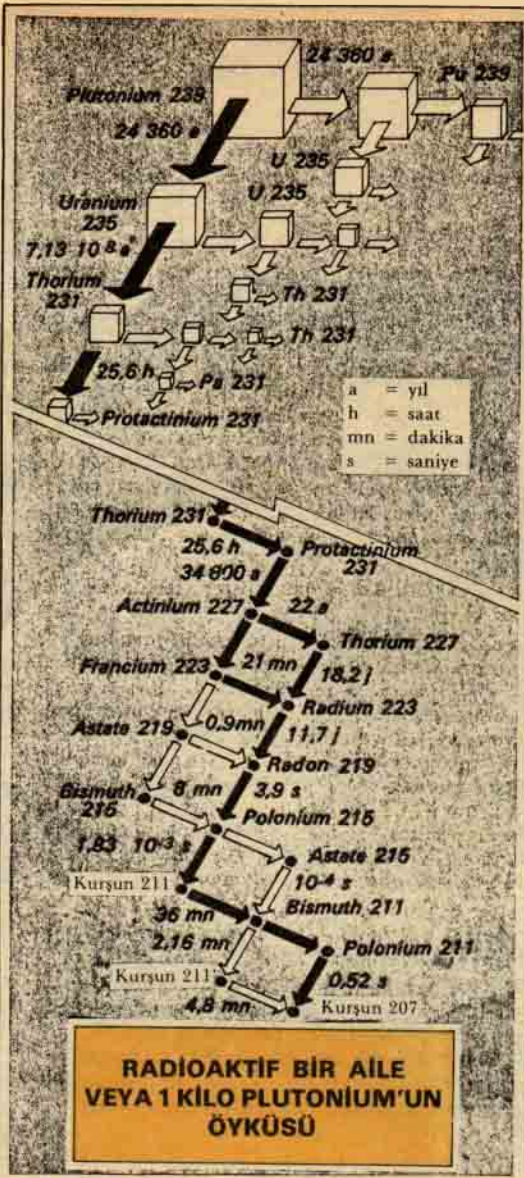 24 360 a
Plutonium 239
Pu 239
24 360 a
U 235
U 235
Uranium
235
7,13 10 8 a
Thorium
231
Th 231
Th 231
25,6 h
Pa 231
Protactinium 231
a = yıl
h = saat
mn = dakika
s = saniye
Thorium 231
25,6 h
Protactinium
231
34 800 a
Actinium 227
22 a
Thorium 227
Francium 223
21 mn
18,2 j
Radium 223
0,9 mn
Astate 219
11,7 j
Radon 219
8 mn
3,9 s
Bismuth
215
Polonium 215
1,83 10-3 s
Astate 215
10-4 s
Kurşun 211
36 mn
Bismuth 211
2,16 mn
Polonium 211
Kurşun 211
0,52 s
4,8 mn
Kurşun 207
RADIOAKTİF BİR AİLE
VEYA 1 KİLO PLUTONİUM'UN
ÖYKÜSÜ